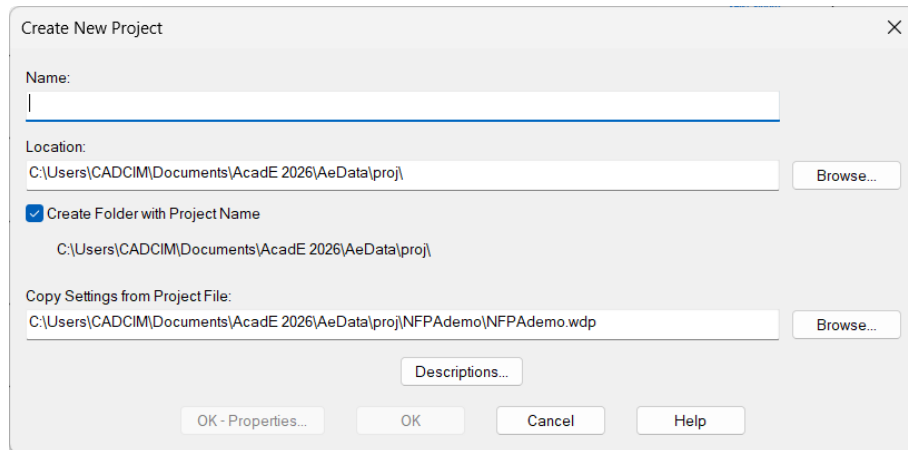 Create New Project
Name:
Location:
C:\Users\CADCIM\Documents\AcadE 2026\AeData\proj\
Browse...
Create Folder with Project Name
C:\Users\CADCIM\Documents\AcadE 2026\AeData\proj\
Copy Settings from Project File:
C:\Users\CADCIM\Documents\AcadE 2026\AeData\proj\NFPAdemo\NFPAdemo.wdp
Browse...
Descriptions...
OK - Properties...
OK
Cancel
Help